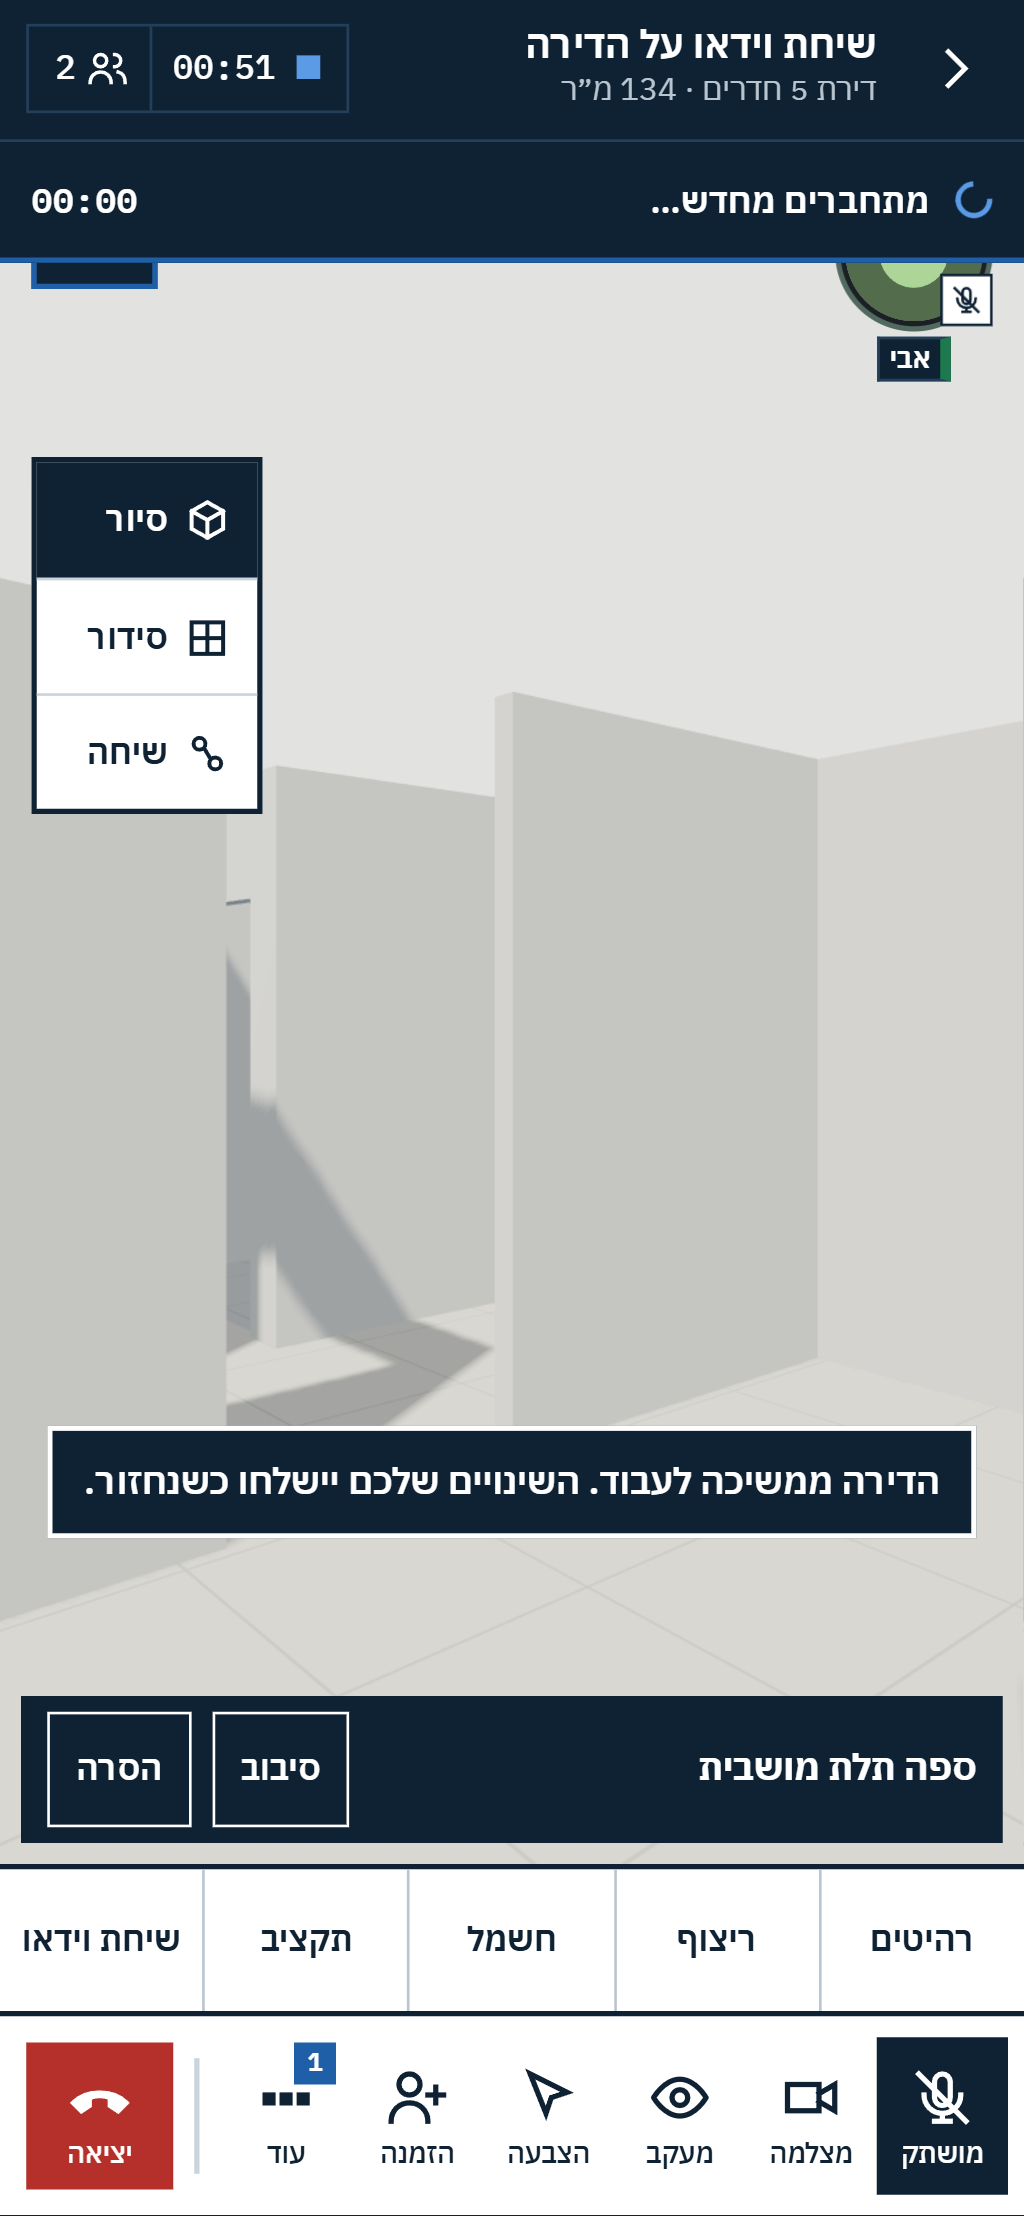 שיחת וידאו על הדירה
דירת 5 חדרים · 134 מ״ר
00:51
2
מתחברים מחדש...
00:00
אבי
סיור
סידור
שיחה
הדירה ממשיכה לעבוד. השינויים שלכם יישלחו כשנחזור.
ספה תלת מושבית
סיבוב
הסרה
רהיטים
ריצוף
חשמל
תקציב
שיחת וידאו
מושתק
מצלמה
מעקב
הצבעה
הזמנה
1
עוד
יציאה